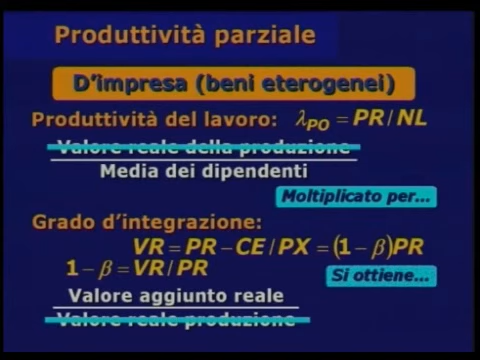 Produttività parziale
D'impresa (beni eterogenei)
Produttività del lavoro: λPO = PR / NL
Valore reale della produzione
Media dei dipendenti
Moltiplicato per...
Grado d'integrazione:
VR = PR − CE / PX = (1 − β)PR
1 − β = VR / PR
Si ottiene...
Valore aggiunto reale
Valore reale produzione